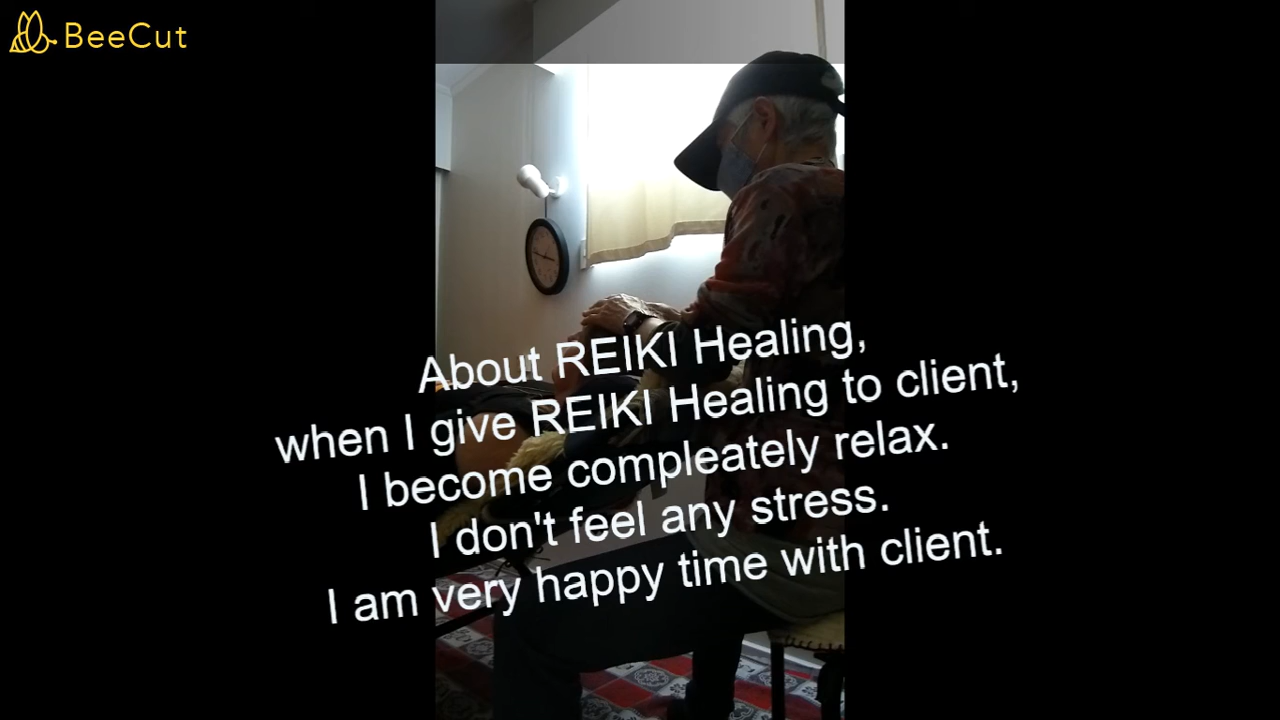 BeeCut
About REIKI Healing,
when I give REIKI Healing to client,
I become compleately relax.
I don't feel any stress.
I am very happy time with client.